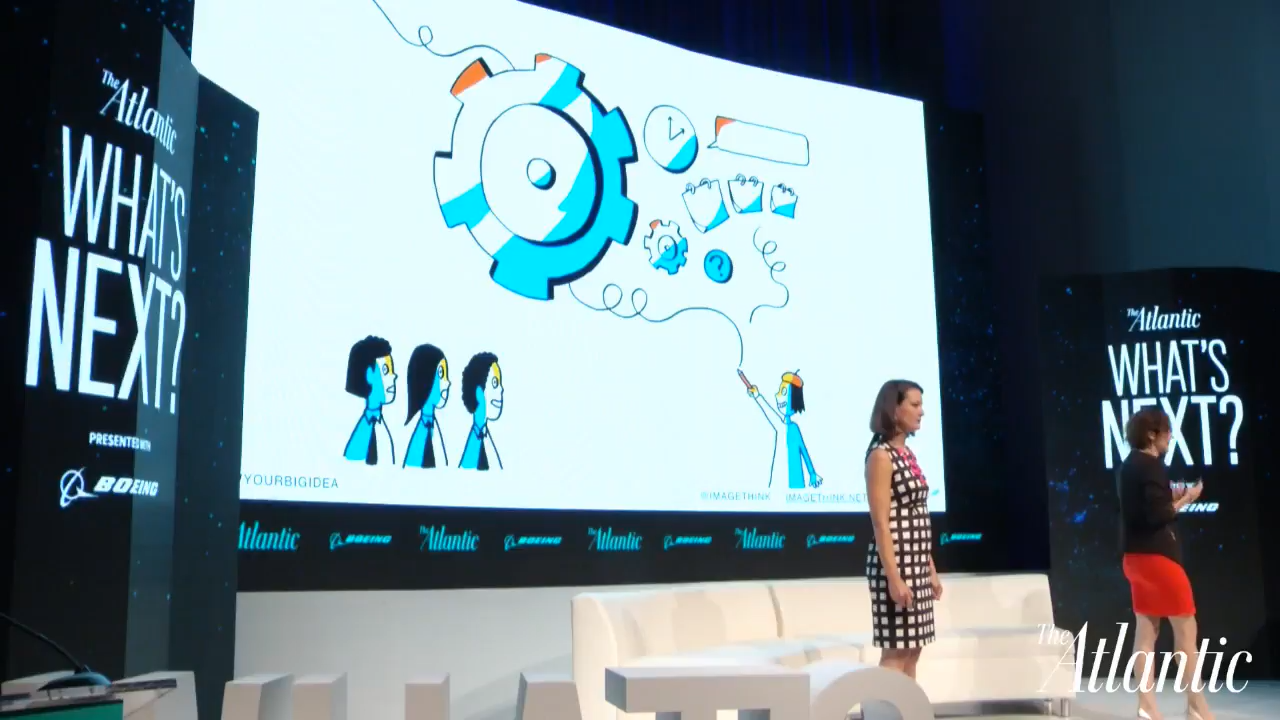 The Atlantic
WHAT'S
NEXT?
PRESENTED WITH
BOEING
?
YOURBIGIDEA
@IMAGETHINK IMAGETHINK.NET
Atlantic BOEING The Atlantic BOEING The Atlantic BOEING The Atlantic BOEING BOEING
The Atlantic
WHAT'S
NEXT?
The Atlantic